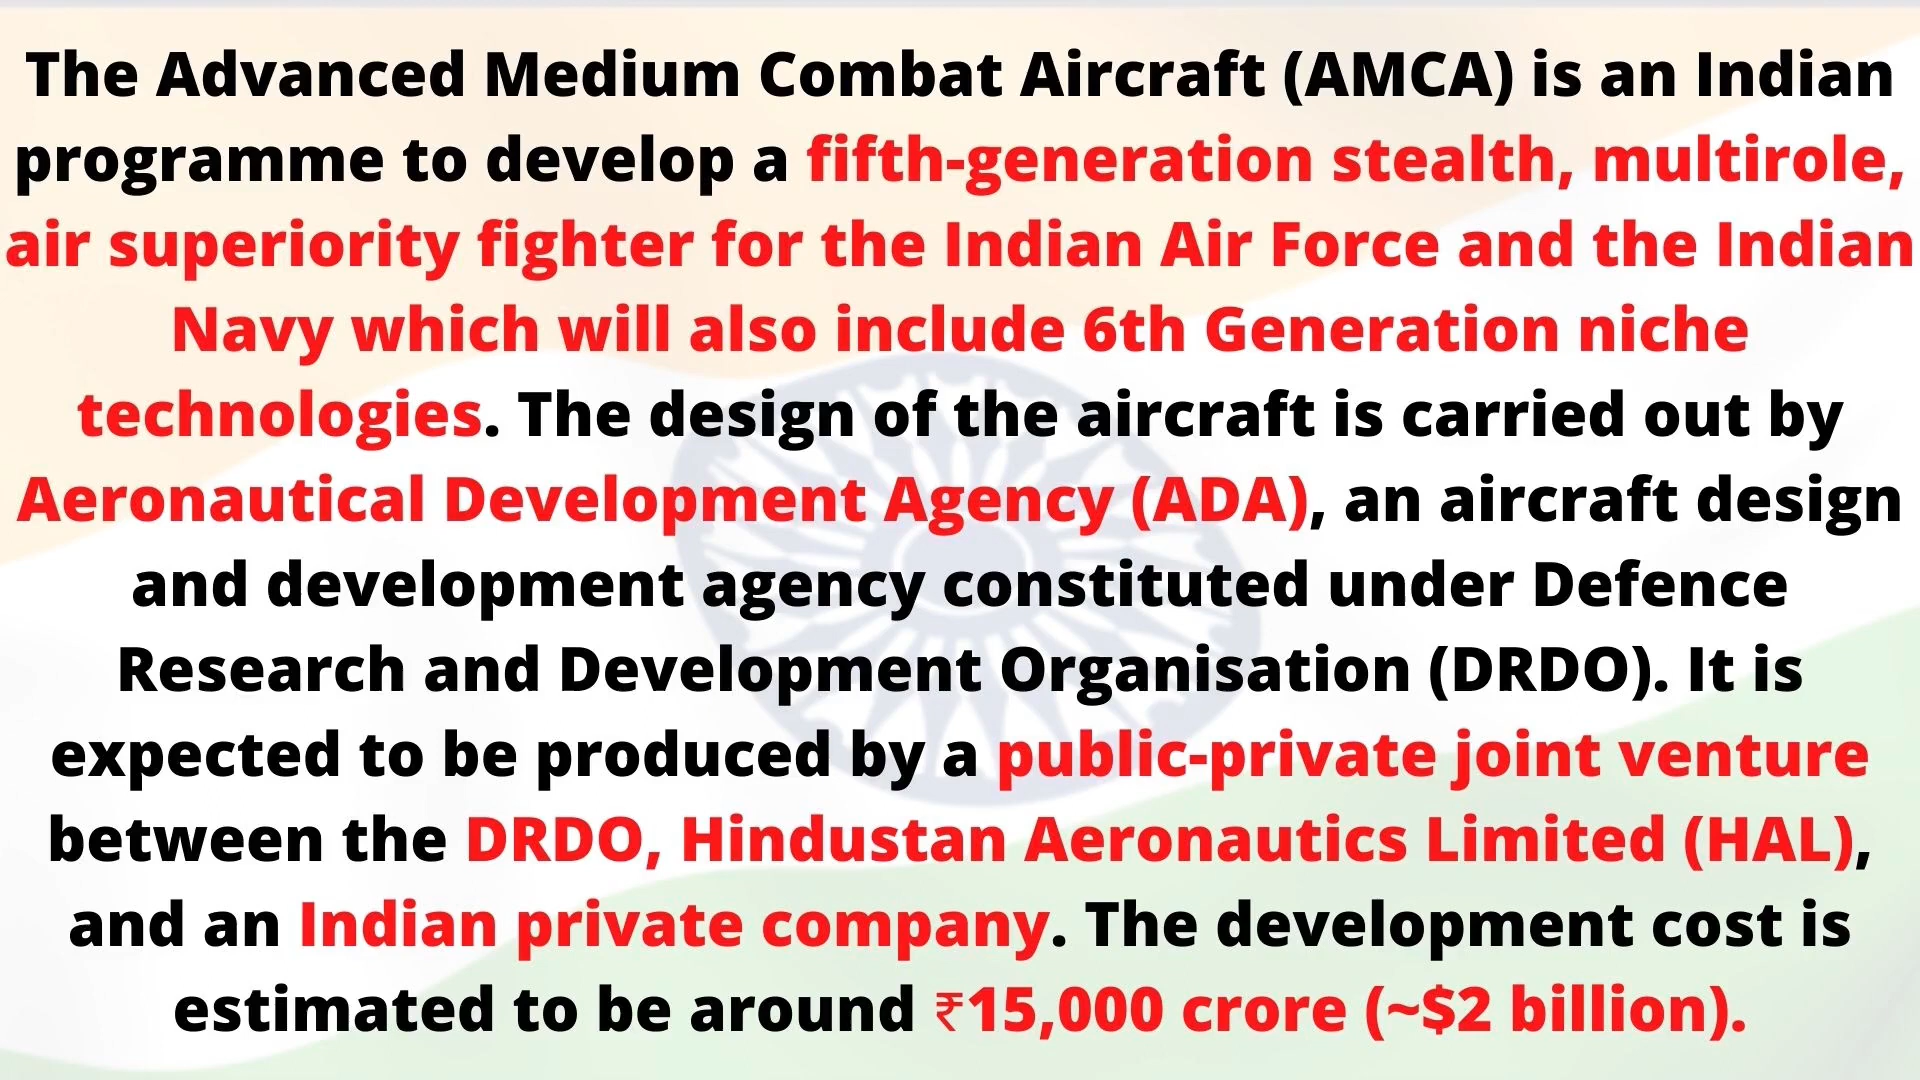 The Advanced Medium Combat Aircraft (AMCA) is an Indian
programme to develop a fifth-generation stealth, multirole,
air superiority fighter for the Indian Air Force and the Indian
Navy which will also include 6th Generation niche
technologies. The design of the aircraft is carried out by
Aeronautical Development Agency (ADA), an aircraft design
and development agency constituted under Defence
Research and Development Organisation (DRDO). It is
expected to be produced by a public-private joint venture
between the DRDO, Hindustan Aeronautics Limited (HAL),
and an Indian private company. The development cost is
estimated to be around ₹15,000 crore (~$2 billion).